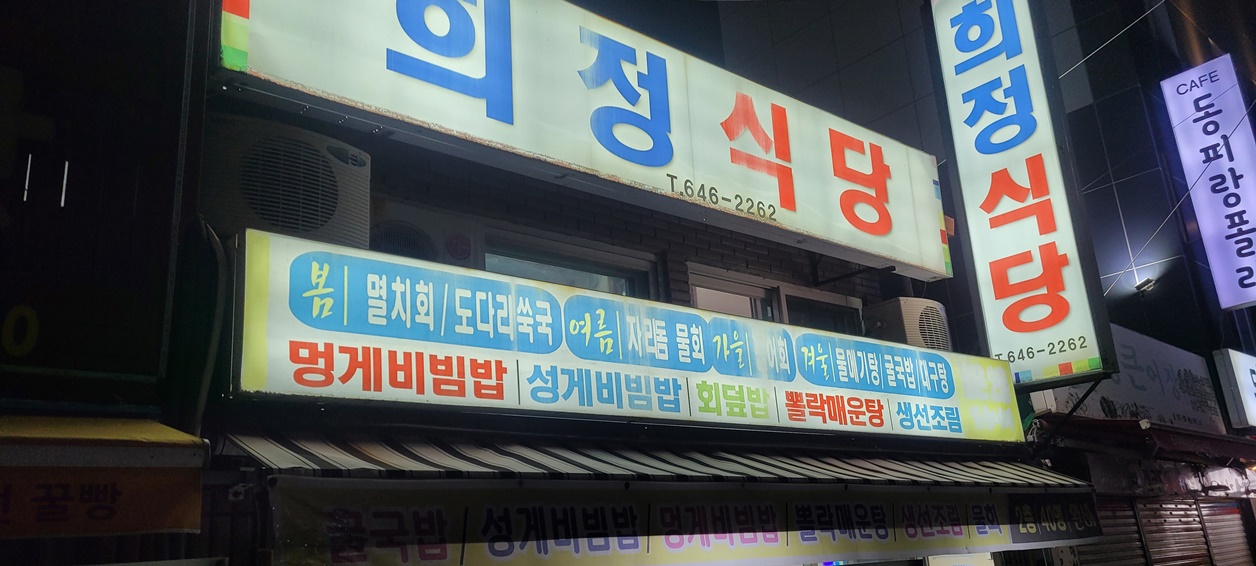 희정식당
T.646-2262
희정식당
T.646-2262
CAFE
동피랑
봄 | 멸치회/도다리쑥국 여름 | 자리돔 물회 가을 | 겨울 | 물메기탕 | 굴국밥 | 대구탕
멍게비빔밥 | 성게비빔밥 | 회덮밥 | 뽈락매운탕 | 생선조림
굴국밥 | 성게비빔밥 | 멍게비빔밥 | 뽈락매운탕 | 생선조림 | 물회 2층
꿀빵